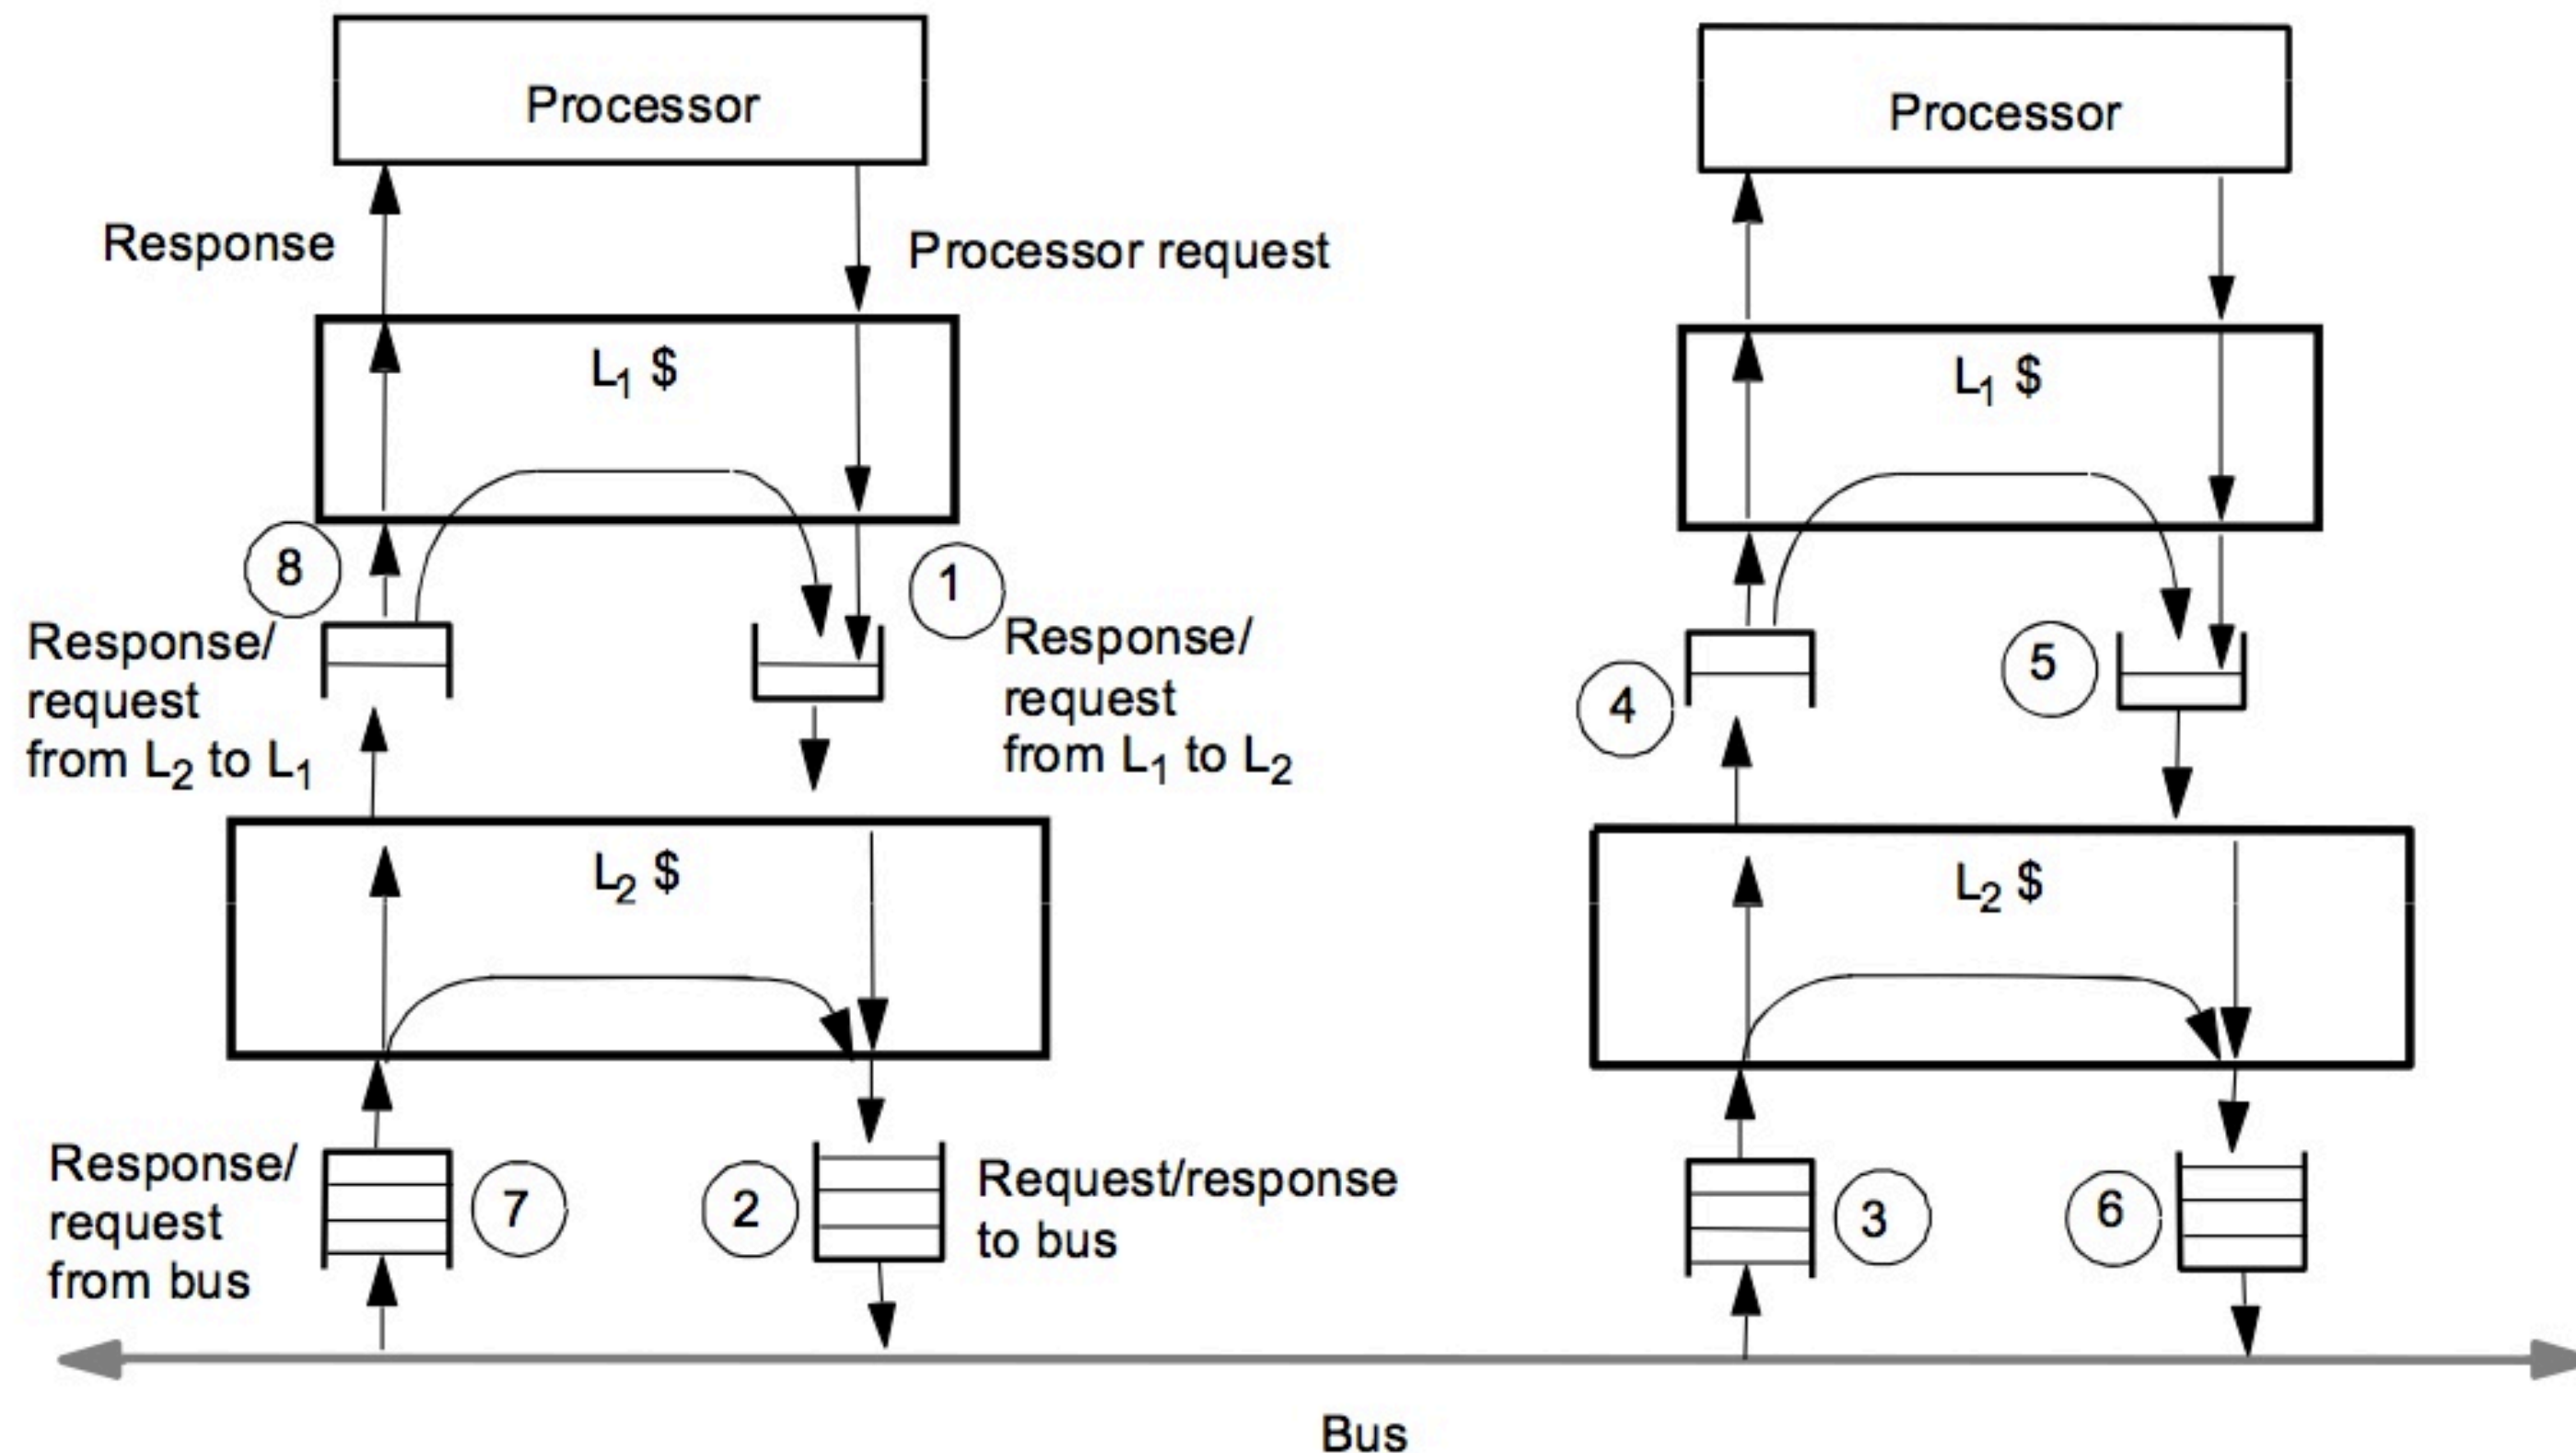 Processor
Processor
Response
Processor request
L1 $
L1 $
8
1
Response/
request
from L2 to L1
Response/
request
from L1 to L2
4
5
L2 $
L2 $
Response/
request
from bus
7
2
Request/response
to bus
3
6
Bus